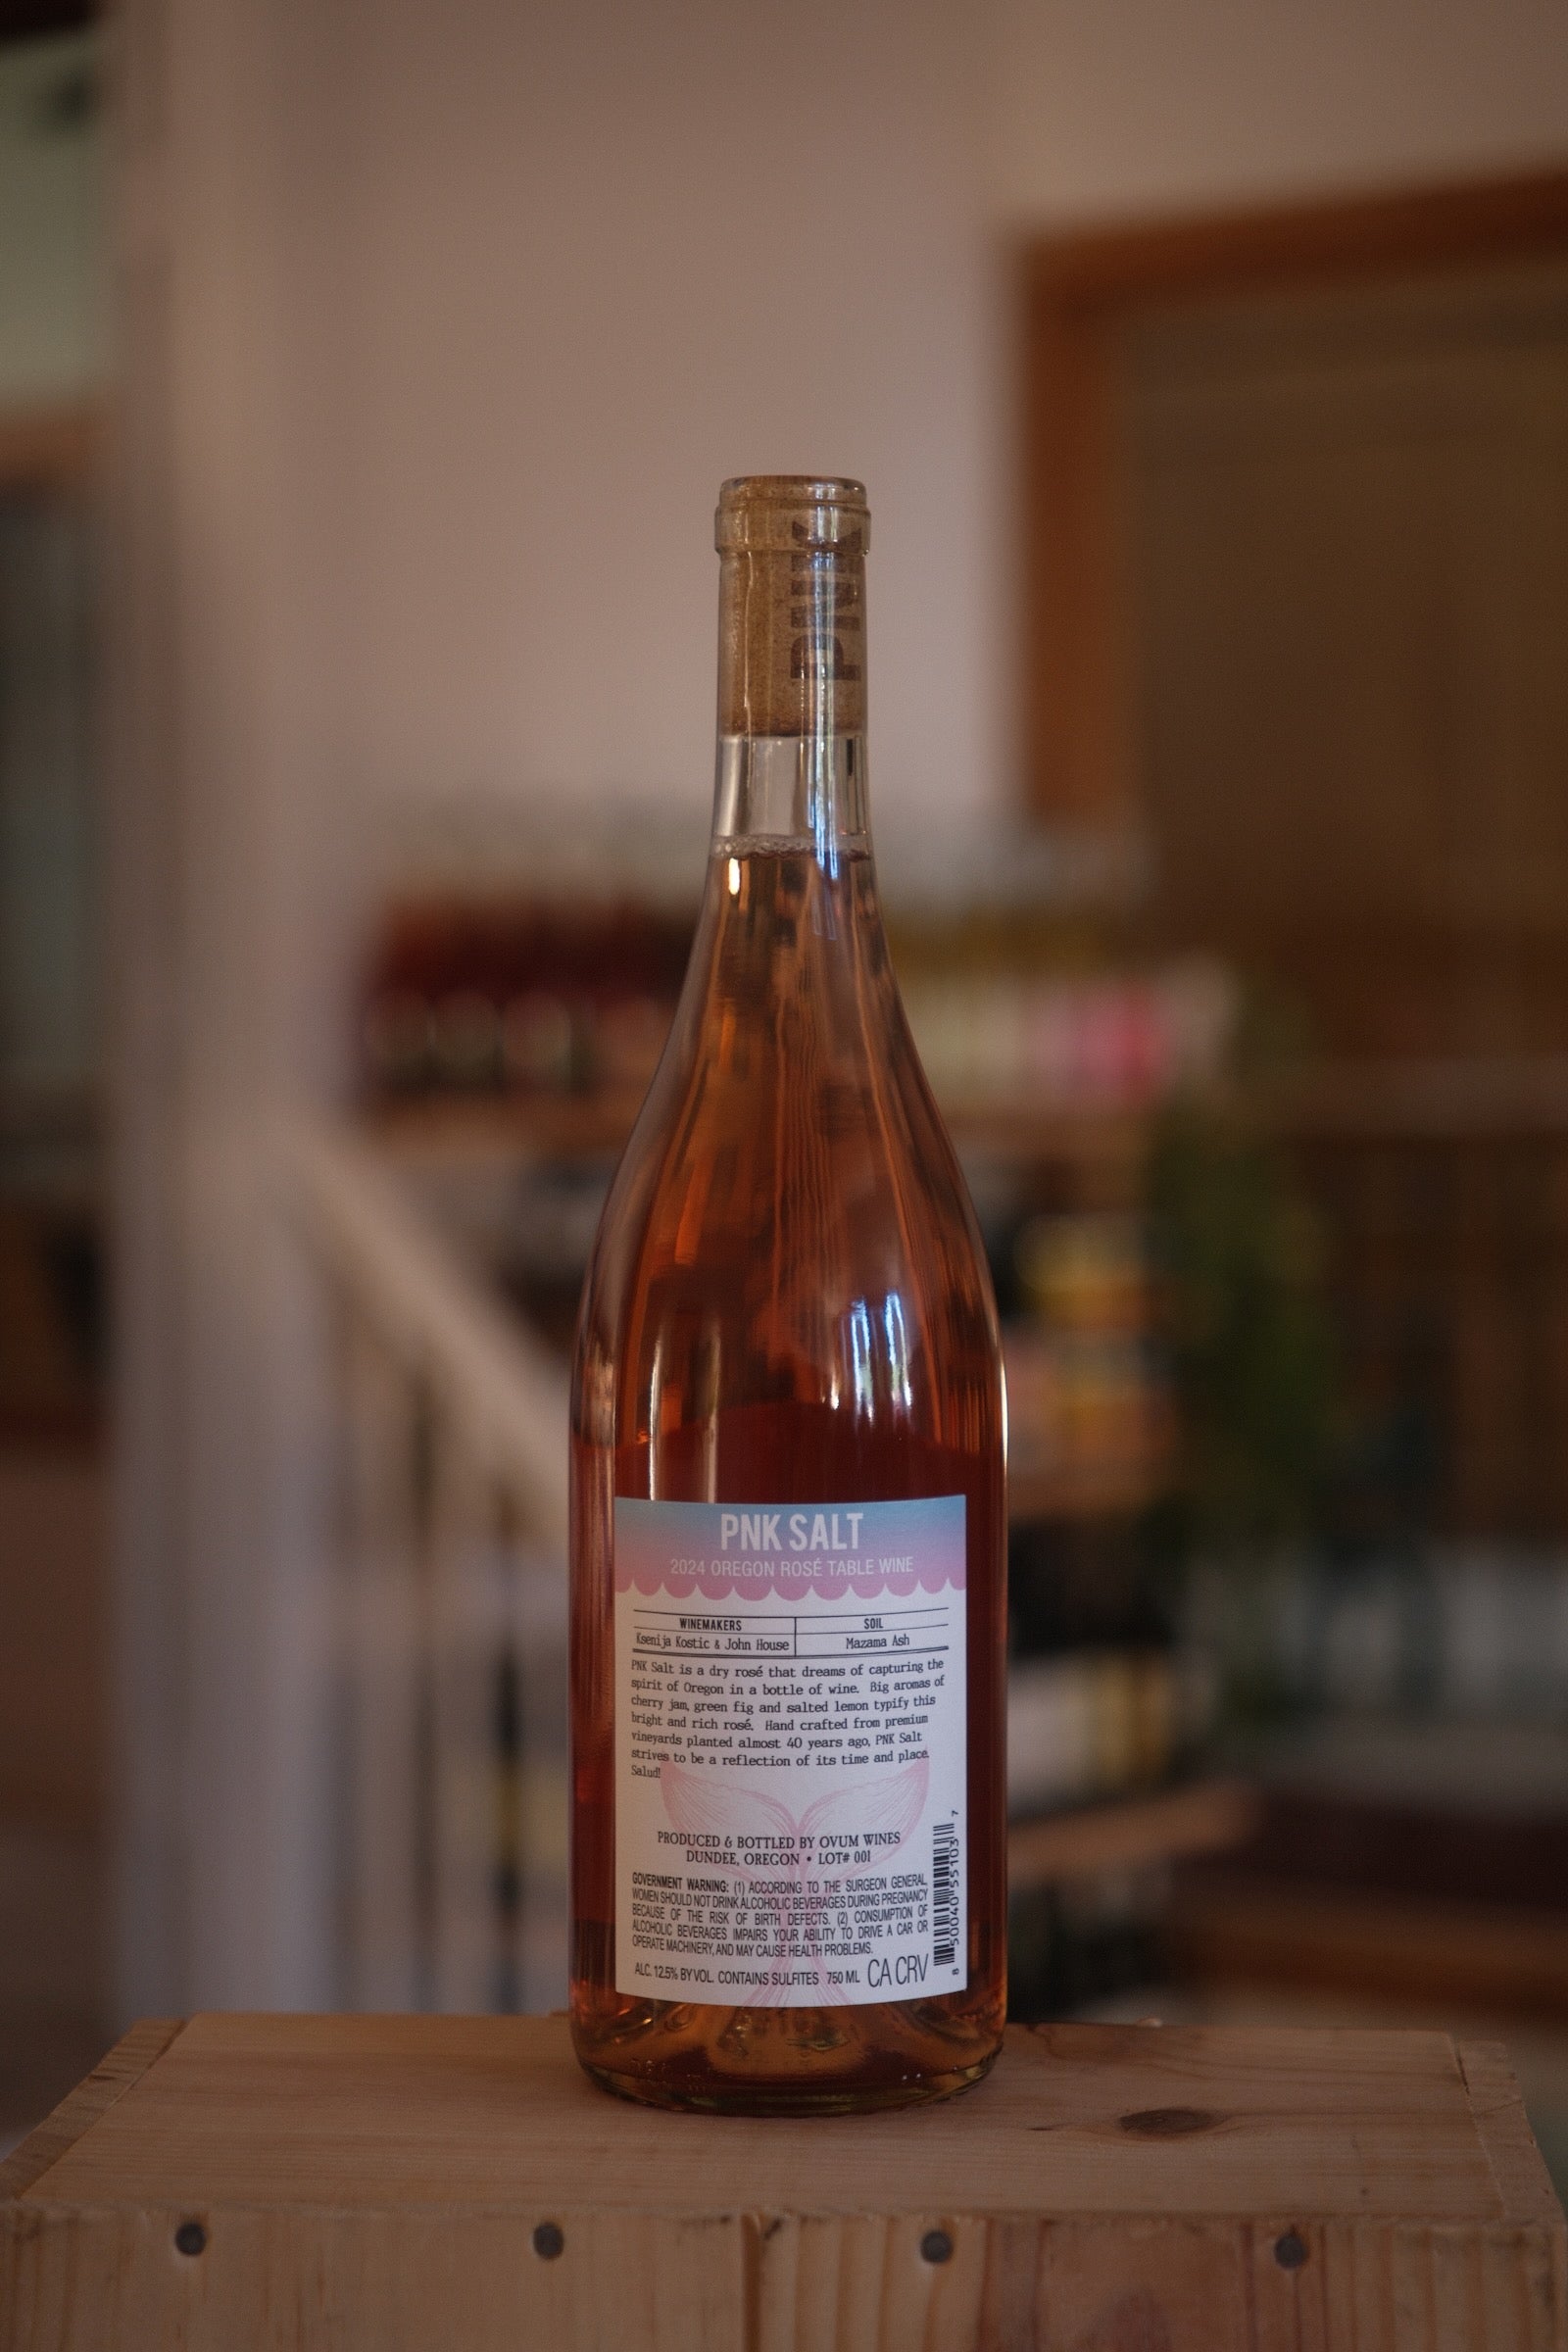 PNK
PNK SALT
2024 OREGON ROSÉ TABLE WINE
WINEMAKERS SOIL
Ksenija Kostic & John House Mazama Ash
PNK Salt is a dry rosé that dreams of capturing the
spirit of Oregon in a bottle of wine. Big aromas of
cherry jam, green fig and salted lemon typify this
bright and rich rosé. Hand crafted from premium
vineyards planted almost 40 years ago, PNK Salt
strives to be a reflection of its time and place.
Salud!
PRODUCED & BOTTLED BY OVUM WINES
DUNDEE, OREGON • LOT# 001
GOVERNMENT WARNING: (1) ACCORDING TO THE SURGEON GENERAL,
WOMEN SHOULD NOT DRINK ALCOHOLIC BEVERAGES DURING PREGNANCY
BECAUSE OF THE RISK OF BIRTH DEFECTS. (2) CONSUMPTION OF
ALCOHOLIC BEVERAGES IMPAIRS YOUR ABILITY TO DRIVE A CAR OR
OPERATE MACHINERY, AND MAY CAUSE HEALTH PROBLEMS.
ALC. 12.5% BY VOL. CONTAINS SULFITES 750 ML CA CRV
8 50040 55103 7